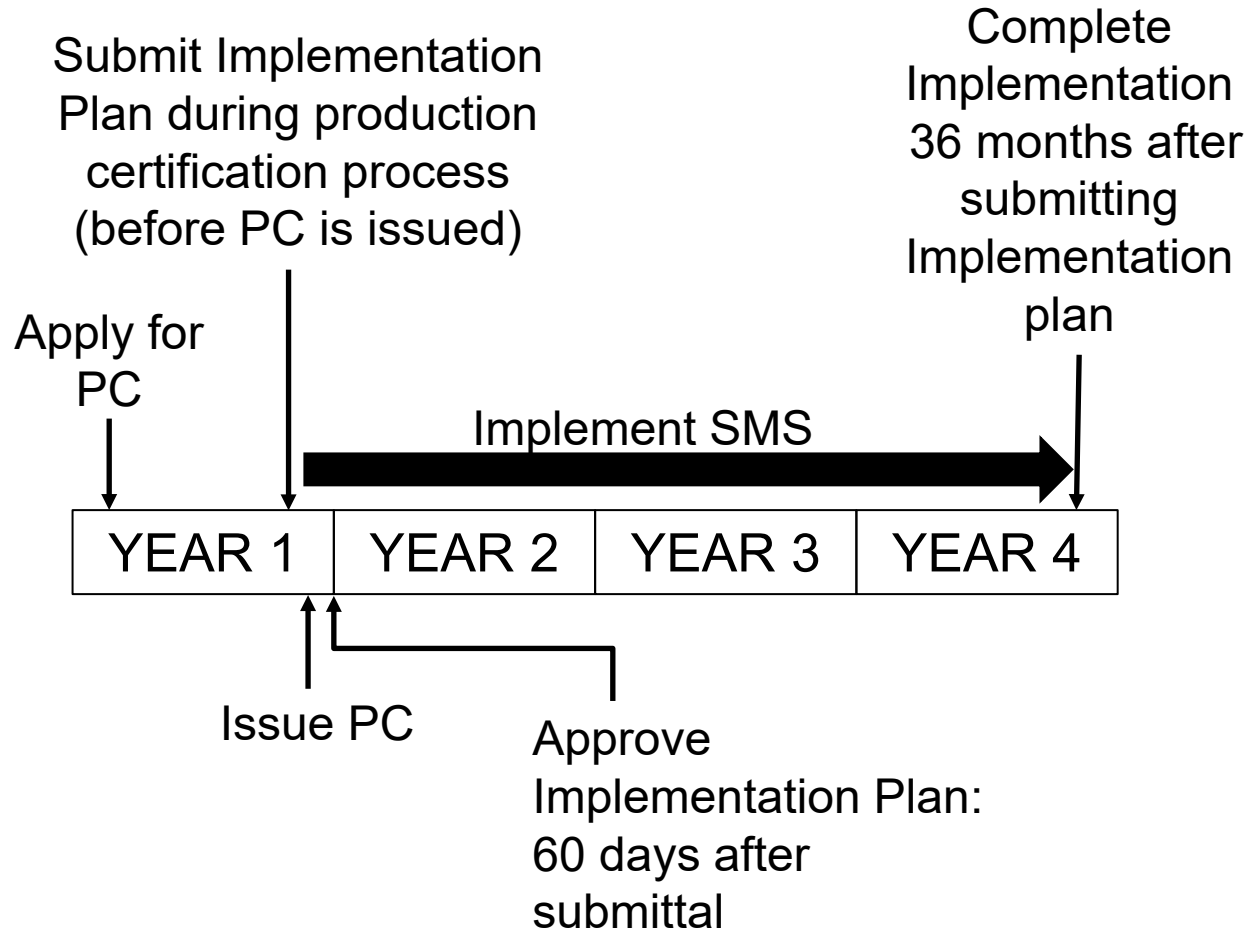 Submit Implementation
Plan during production
certification process
(before PC is issued)
Complete
Implementation
36 months after
submitting
Implementation
plan
Apply for
PC
Implement SMS
YEAR 1
YEAR 2
YEAR 3
YEAR 4
Issue PC
Approve
Implementation Plan:
60 days after
submittal